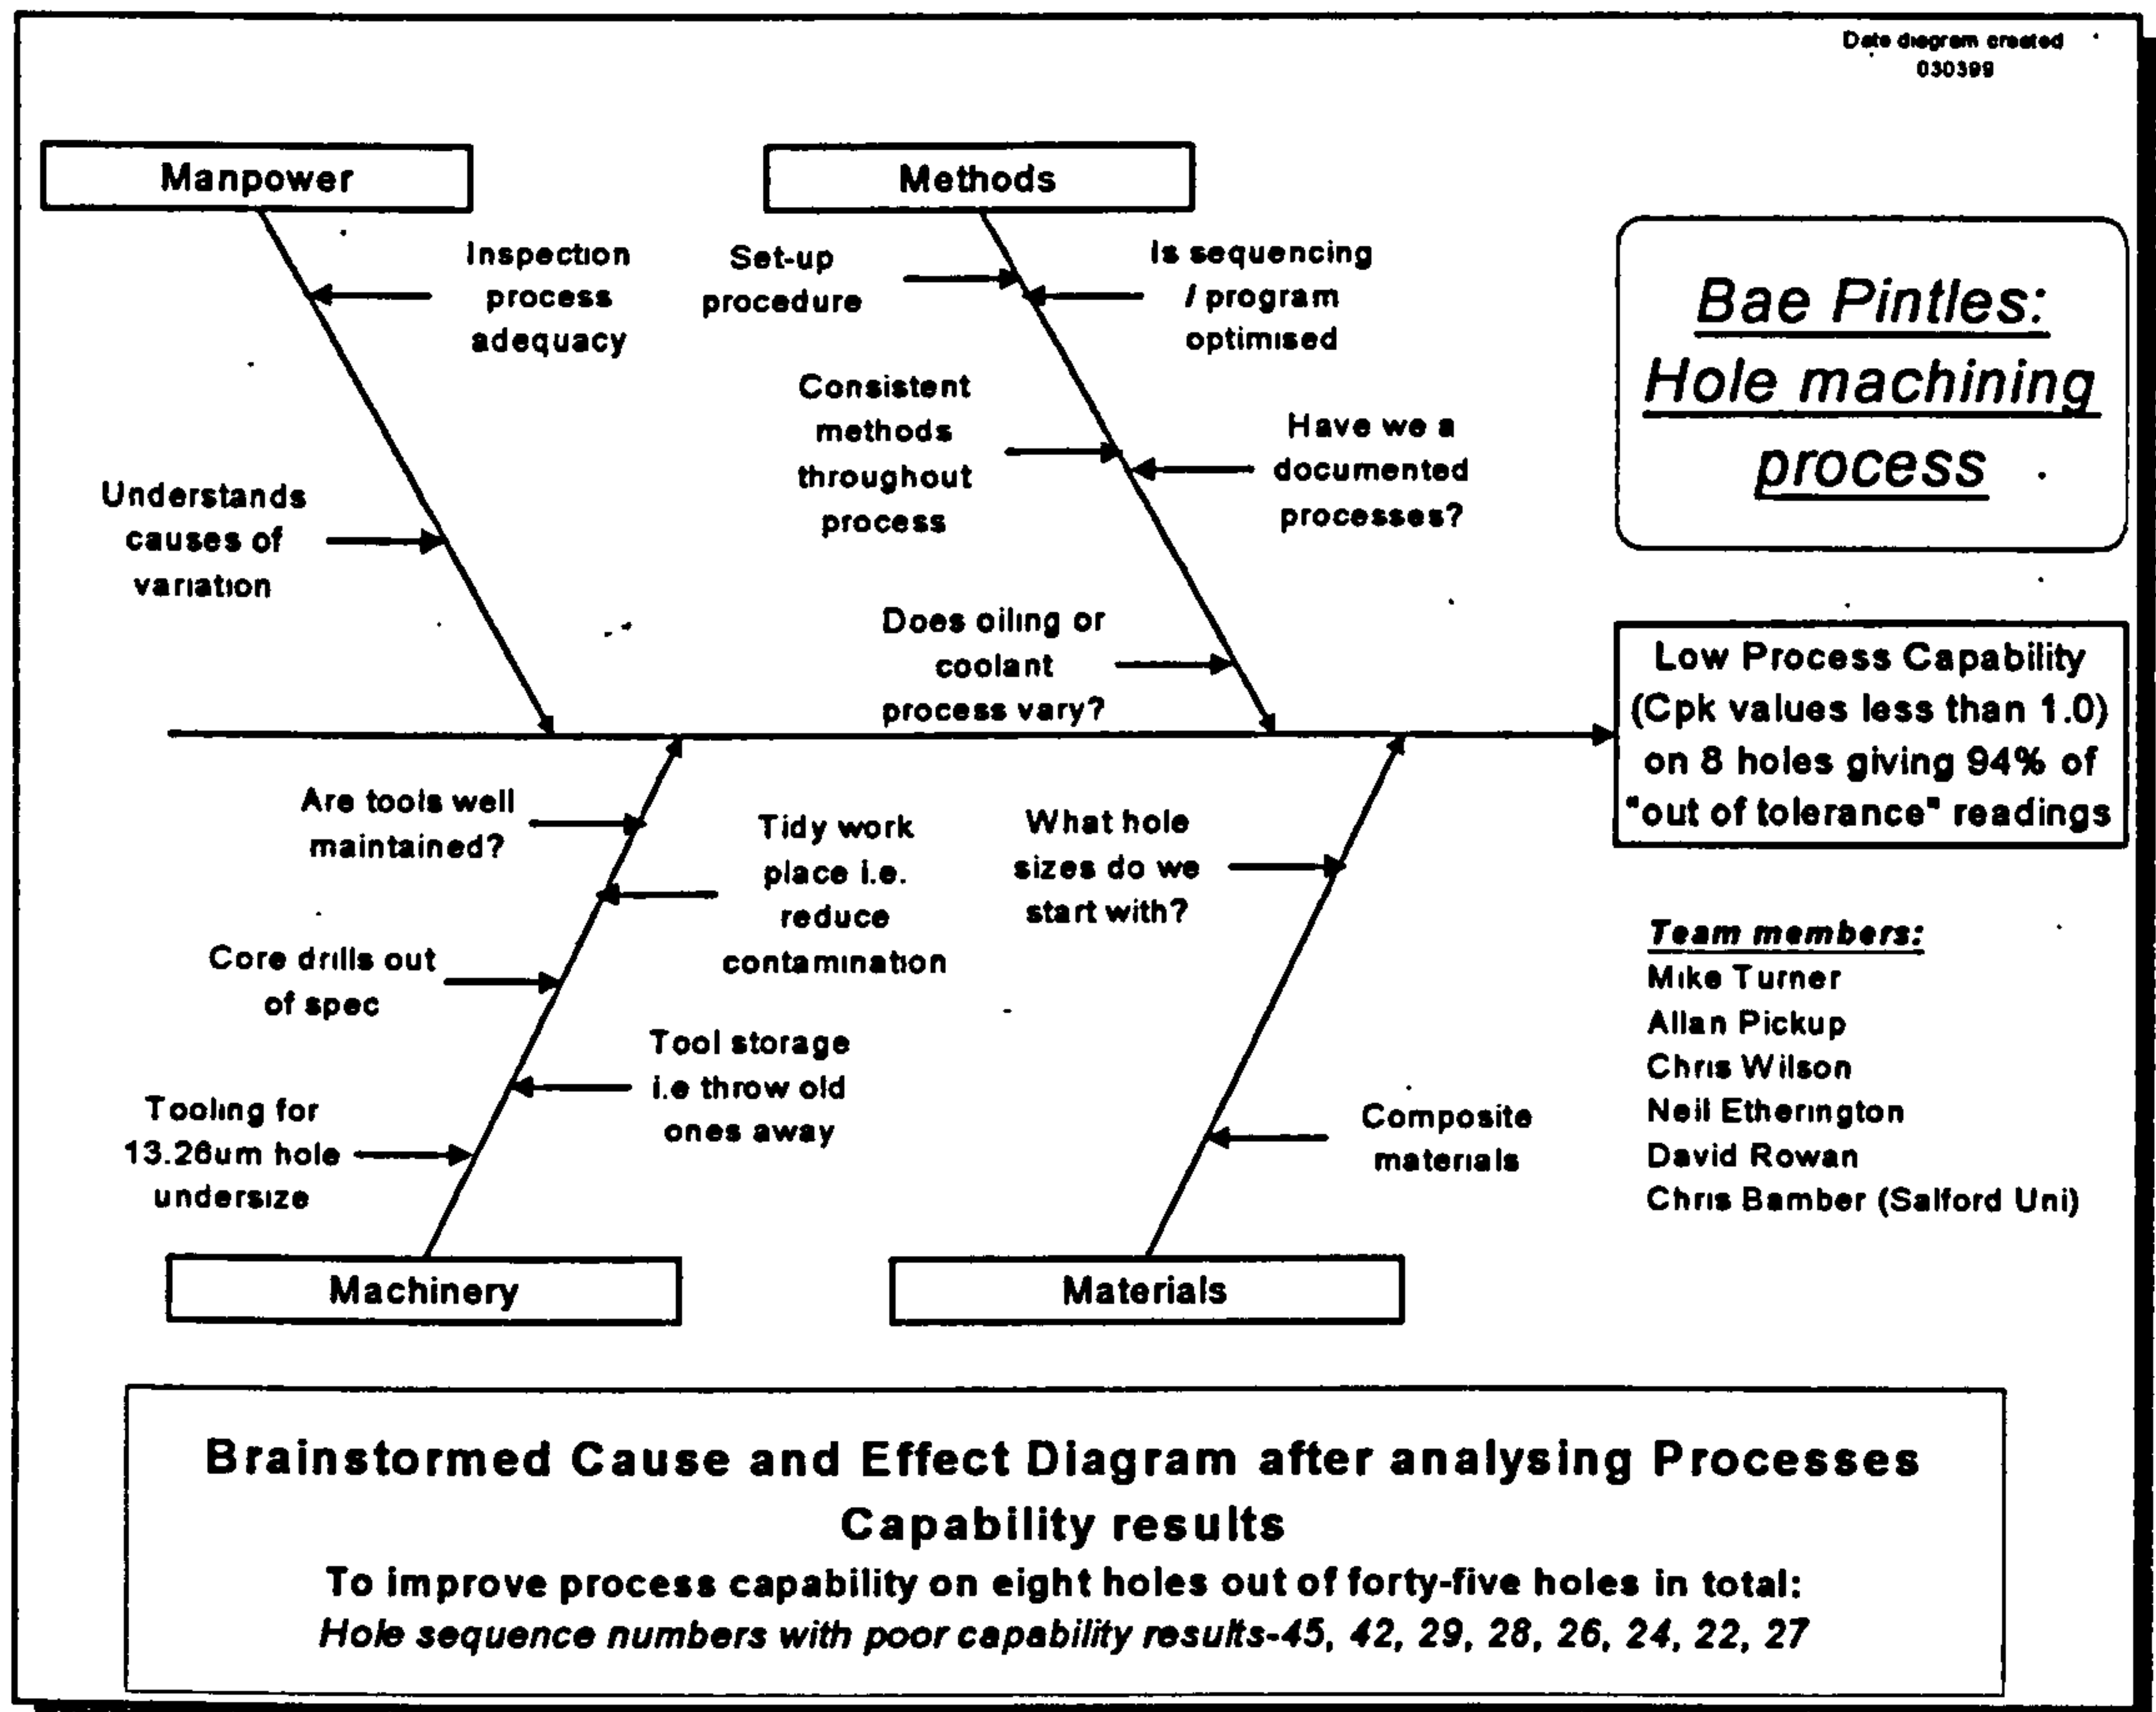 Date diagram created
030399
Manpower
Methods
Inspection
process
adequacy
Set-up
procedure
Is sequencing
/ program
optimised
Bae Pintles:
Hole machining
process
Consistent
methods
throughout
process
Have we a
documented
processes?
Understands
causes of
variation
Does oiling or
coolant
process vary?
Low Process Capability
(Cpk values less than 1.0)
on 8 holes giving 94% of
"out of tolerance" readings
Are tools well
maintained?
Tidy work
place i.e.
reduce
contamination
What hole
sizes do we
start with?
Core drills out
of spec
Tool storage
i.e throw old
ones away
Tooling for
13.26um hole
undersize
Composite
materials
Team members:
Mike Turner
Allan Pickup
Chris Wilson
Neil Etherington
David Rowan
Chris Bamber (Salford Uni)
Machinery
Materials
Brainstormed Cause and Effect Diagram after analysing Processes
Capability results
To improve process capability on eight holes out of forty-five holes in total:
Hole sequence numbers with poor capability results-45, 42, 29, 28, 26, 24, 22, 27